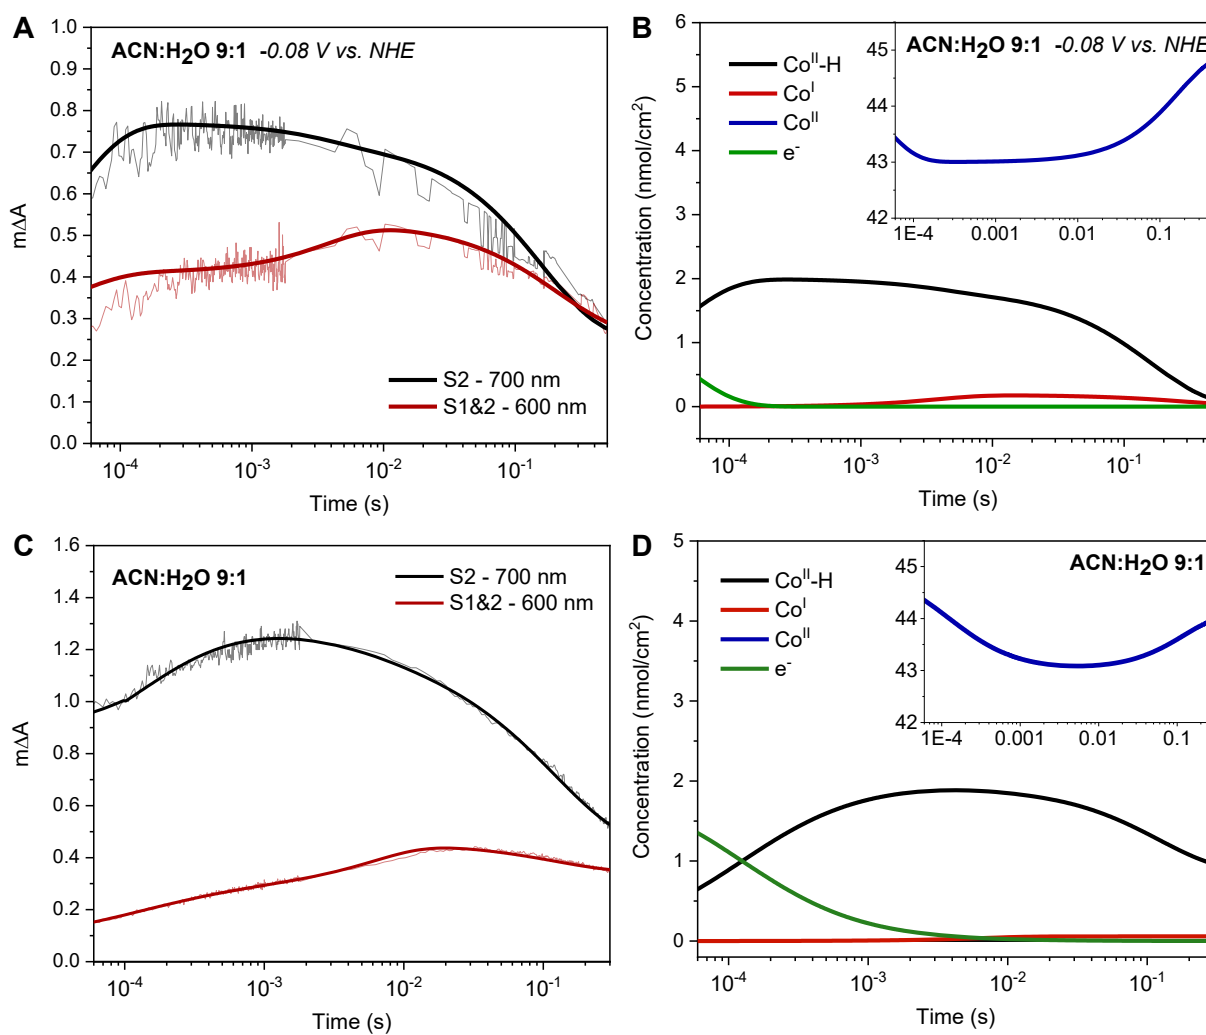 A
ACN:H2O 9:1 -0.08 V vs. NHE
1.0
0.9
0.8
0.7
0.6
0.5
0.4
0.3
0.2
0.1
0.0
mΔA
S2 - 700 nm
S1&2 - 600 nm
10-4
10-3
10-2
10-1
Time (s)
B
6
5
4
3
2
1
0
Concentration (nmol/cm2)
CoII-H
CoI
CoII
e-
ACN:H2O 9:1 -0.08 V vs. NHE
45
44
43
42
1E-4
0.001
0.01
0.1
10-4
10-3
10-2
10-1
Time (s)
C
ACN:H2O 9:1
1.6
1.4
1.2
1.0
0.8
0.6
0.4
0.2
0.0
mΔA
S2 - 700 nm
S1&2 - 600 nm
10-4
10-3
10-2
10-1
Time (s)
D
5
4
3
2
1
0
Concentration (nmol/cm2)
CoII-H
CoI
CoII
e-
ACN:H2O 9:1
45
44
43
42
1E-4
0.001
0.01
0.1
10-4
10-3
10-2
10-1
Time (s)